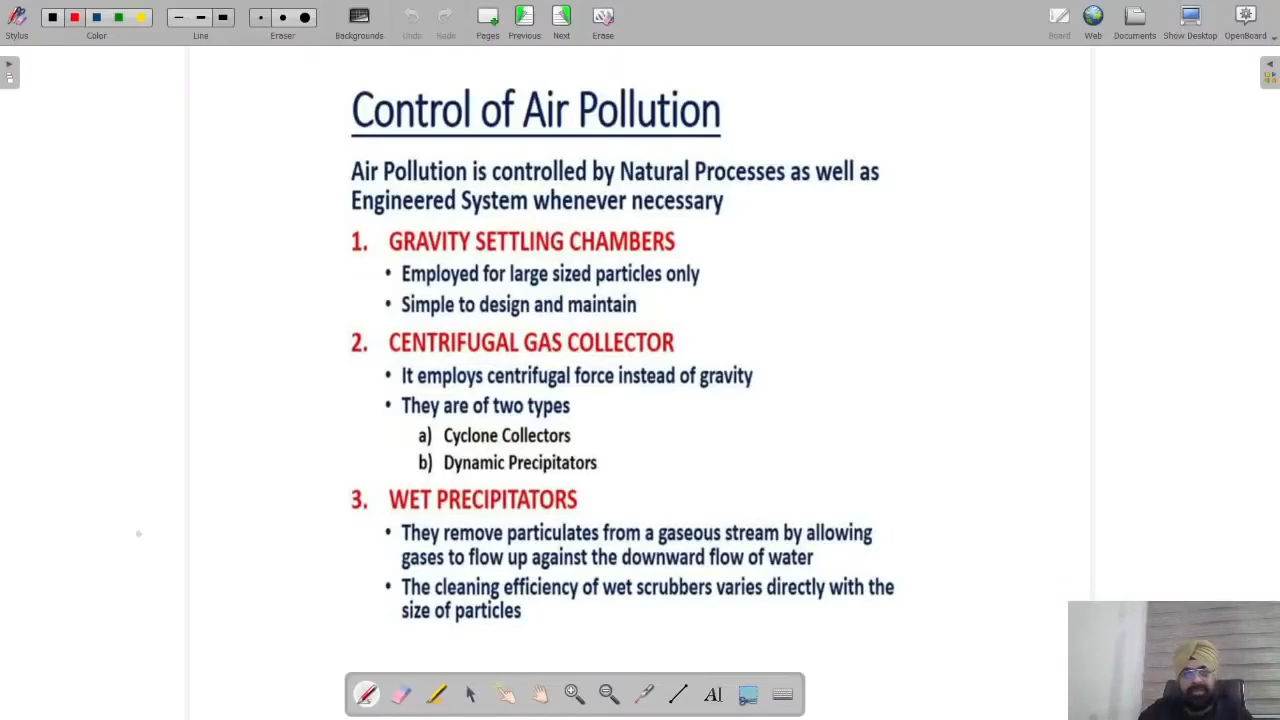 Stylus
Color
Line
Eraser
Backgrounds
Undo
Redo
Pages
Previous
Next
Erase
Board
Web
Documents
Show Desktop
OpenBoard
Control of Air Pollution
Air Pollution is controlled by Natural Processes as well as
Engineered System whenever necessary
1. GRAVITY SETTLING CHAMBERS
• Employed for large sized particles only
• Simple to design and maintain
2. CENTRIFUGAL GAS COLLECTOR
• It employs centrifugal force instead of gravity
• They are of two types
a) Cyclone Collectors
b) Dynamic Precipitators
3. WET PRECIPITATORS
• They remove particulates from a gaseous stream by allowing
gases to flow up against the downward flow of water
• The cleaning efficiency of wet scrubbers varies directly with the
size of particles
AI